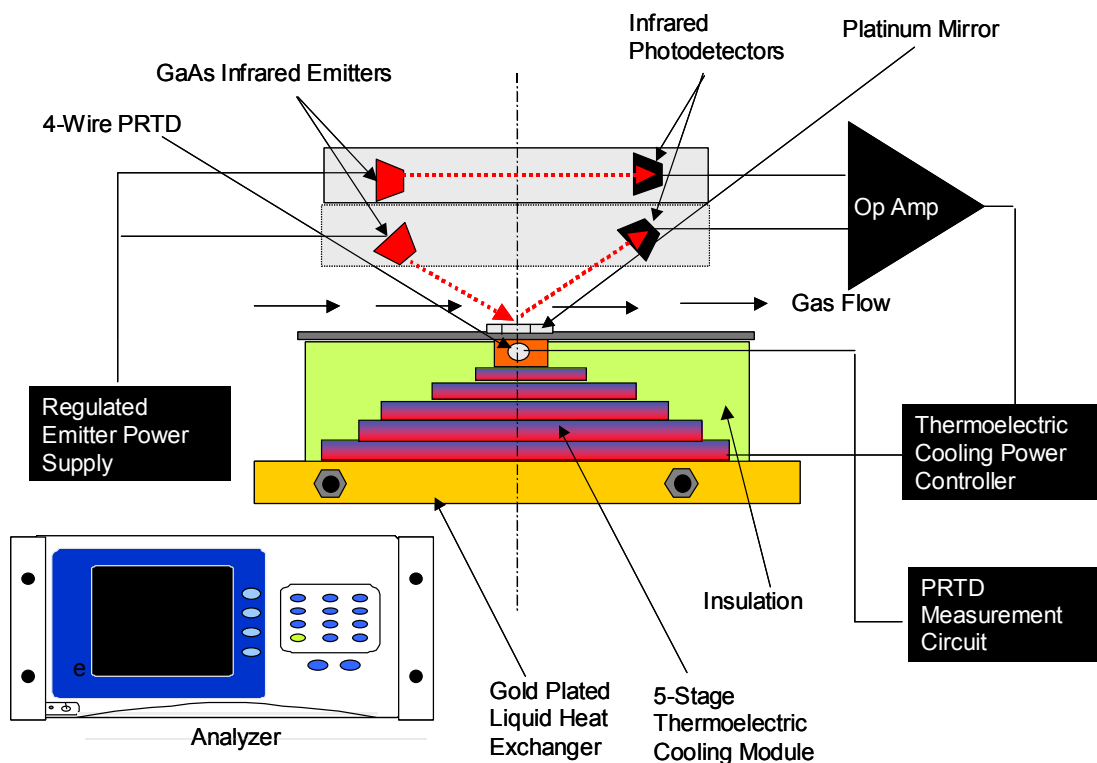 Infrared
Photodetectors
Platinum Mirror
GaAs Infrared Emitters
4-Wire PRTD
Op Amp
Gas Flow
Regulated
Emitter Power
Supply
Thermoelectric
Cooling Power
Controller
Insulation
PRTD
Measurement
Circuit
e
Gold Plated
Liquid Heat
Exchanger
5-Stage
Thermoelectric
Cooling Module
Analyzer